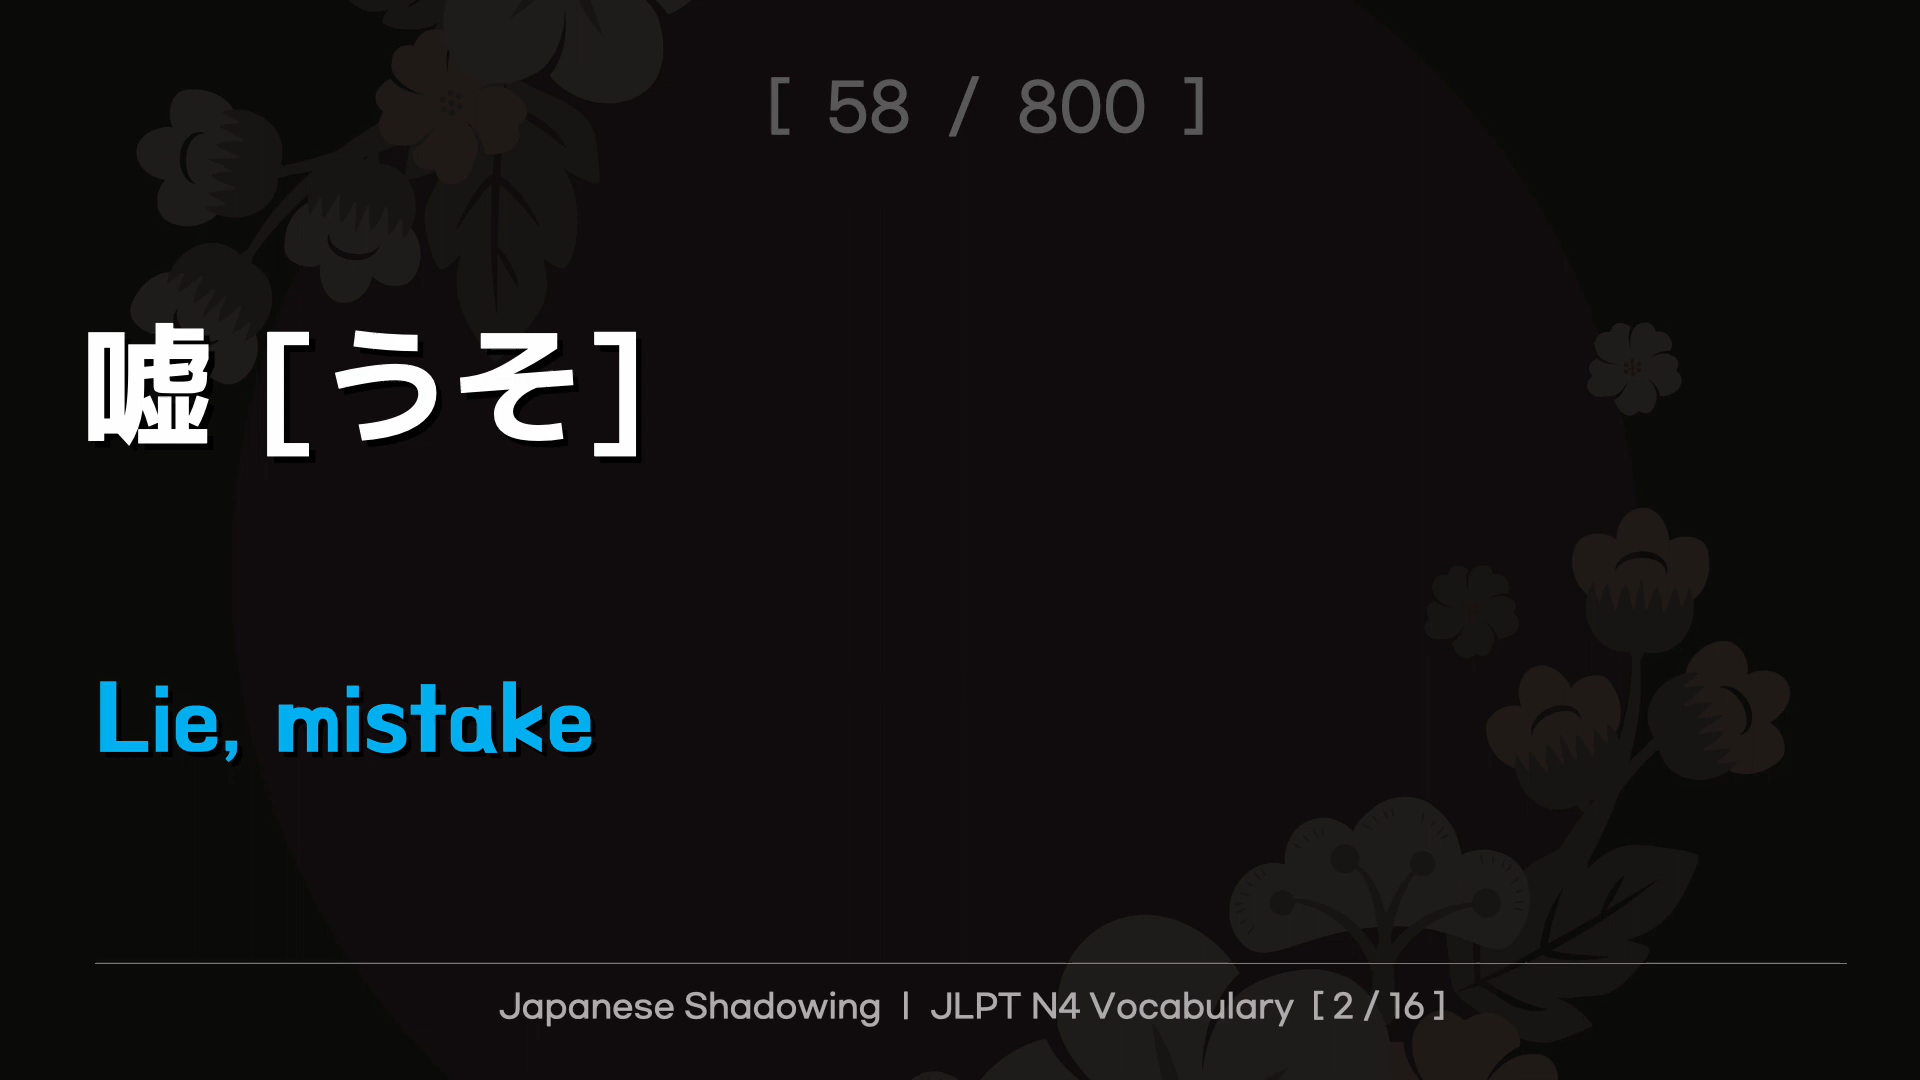 [ 58 / 800 ]
嘘 [うそ]
Lie, mistake
Japanese Shadowing | JLPT N4 Vocabulary [ 2 / 16 ]